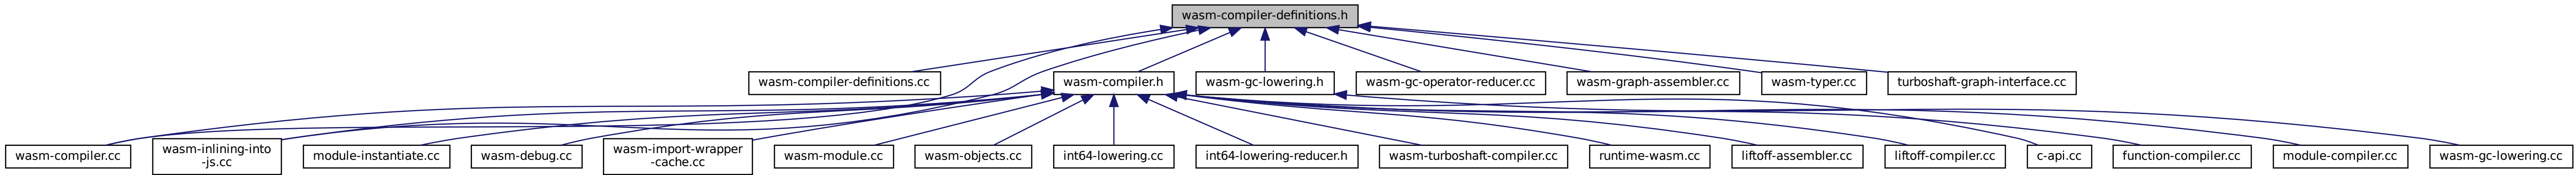 wasm-compiler-definitions.h
wasm-compiler-definitions.cc
wasm-compiler.h
wasm-gc-lowering.h
wasm-gc-operator-reducer.cc
wasm-graph-assembler.cc
wasm-typer.cc
turboshaft-graph-interface.cc
wasm-compiler.cc
wasm-inlining-into
-js.cc
module-instantiate.cc
wasm-debug.cc
wasm-import-wrapper
-cache.cc
wasm-module.cc
wasm-objects.cc
int64-lowering.cc
int64-lowering-reducer.h
wasm-turboshaft-compiler.cc
runtime-wasm.cc
liftoff-assembler.cc
liftoff-compiler.cc
c-api.cc
function-compiler.cc
module-compiler.cc
wasm-gc-lowering.cc